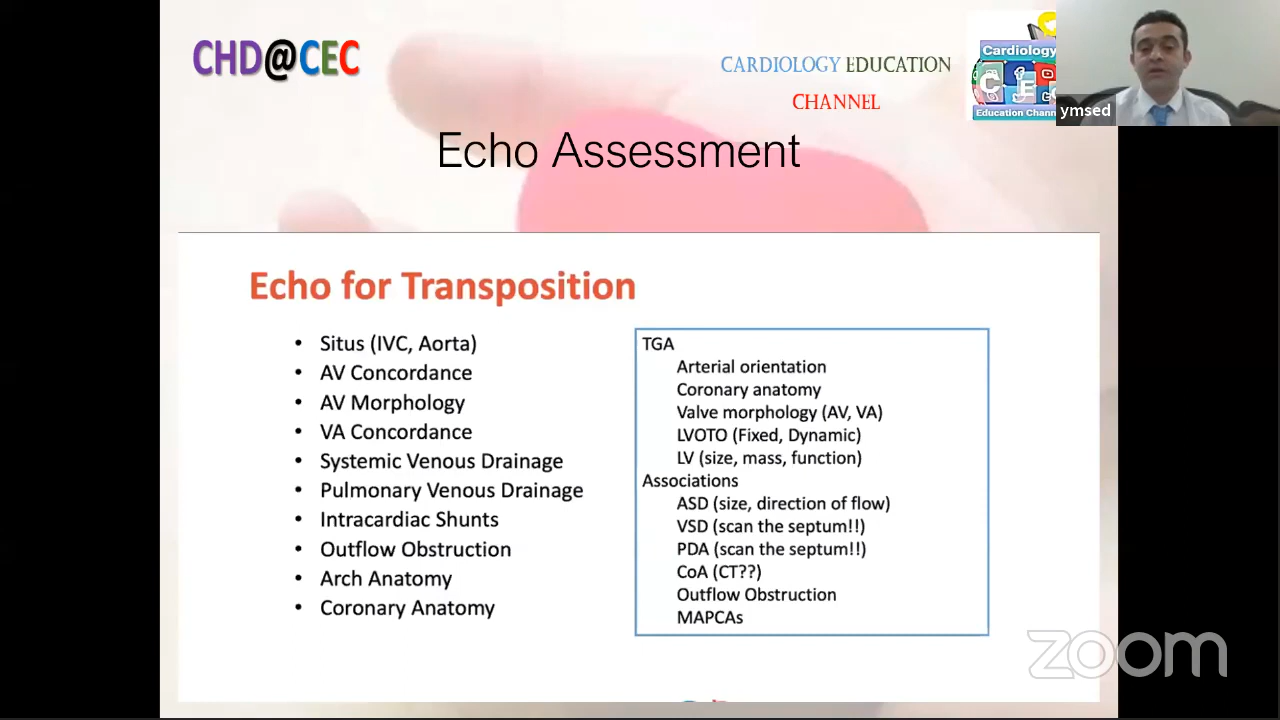 CHD@CEC
CARDIOLOGY EDUCATION
CHANNEL
Cardiology
Education Chann
ymsed
Echo Assessment
Echo for Transposition
• Situs (IVC, Aorta)
• AV Concordance
• AV Morphology
• VA Concordance
• Systemic Venous Drainage
• Pulmonary Venous Drainage
• Intracardiac Shunts
• Outflow Obstruction
• Arch Anatomy
• Coronary Anatomy
TGA
Arterial orientation
Coronary anatomy
Valve morphology (AV, VA)
LVOTO (Fixed, Dynamic)
LV (size, mass, function)
Associations
ASD (size, direction of flow)
VSD (scan the septum!!)
PDA (scan the septum!!)
CoA (CT??)
Outflow Obstruction
MAPCAs
zoom